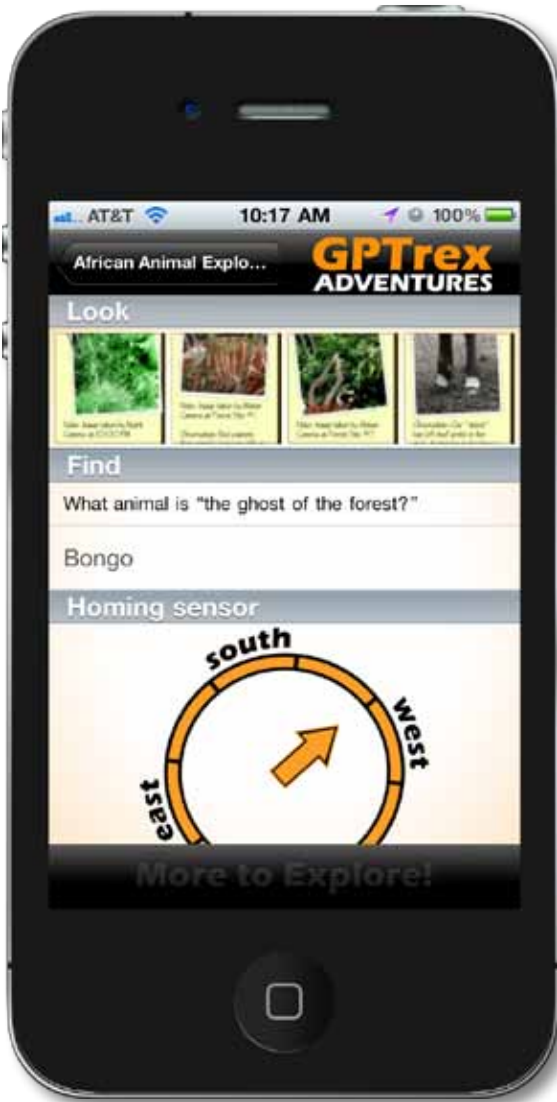 AT&T 10:17 AM 100%
African Animal Explo...
GPTrex
ADVENTURES
Look
Find
What animal is "the ghost of the forest?"
Bongo
Homing sensor
south
west
east
More to Explore!